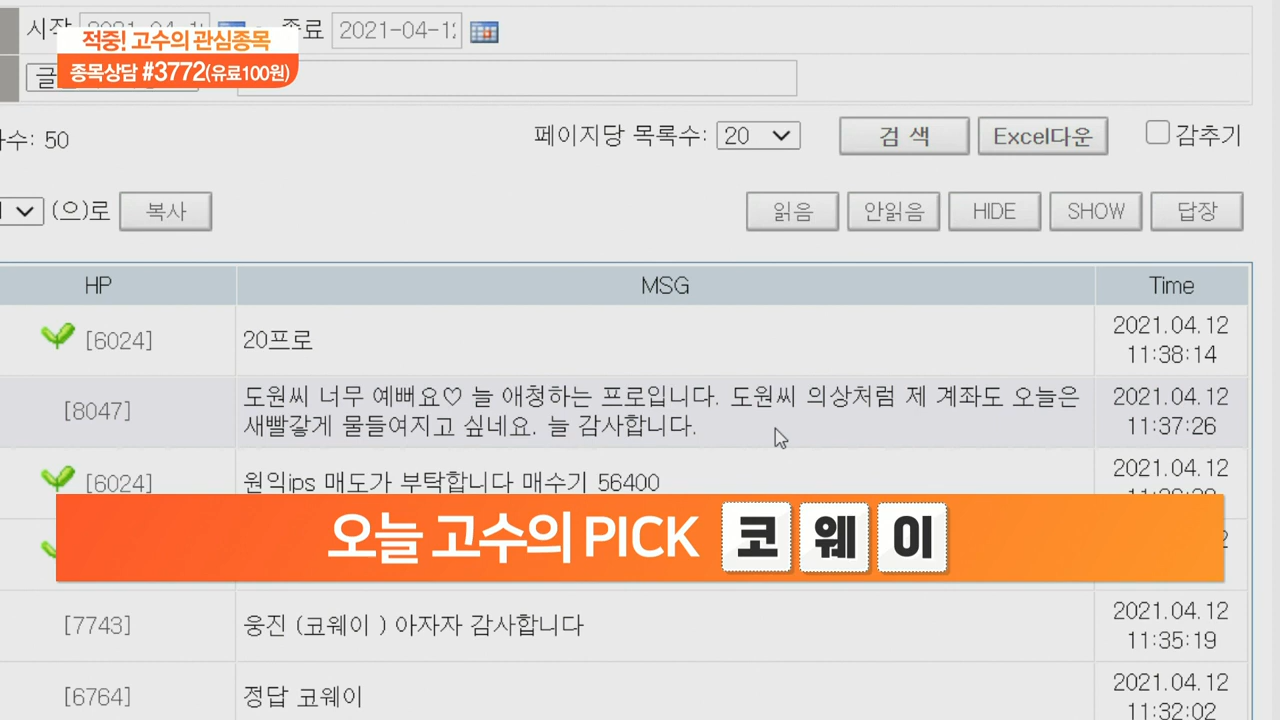 시작
종료 2021-04-12
적중! 고수의 관심종목
종목상담 #3772(유료100원)
글
수: 50
페이지당 목록수: 20
검 색
Excel다운
감추기
(으)로
복사
읽음
안읽음
HIDE
SHOW
답장
HP MSG Time
[6024] 20프로 2021.04.12
11:38:14
[8047] 도원씨 너무 예뻐요♡ 늘 애청하는 프로입니다. 도원씨 의상처럼 제 계좌도 오늘은 2021.04.12
새빨갛게 물들여지고 싶네요. 늘 감사합니다. 11:37:26
[6024] 원익ips 매도가 부탁합니다 매수기 56400 2021.04.12
오늘 고수의 PICK 코웨이
[7743] 웅진 (코웨이 ) 아자자 감사합니다 2021.04.12
11:35:19
[6764] 정답 코웨이 2021.04.12
11:32:02